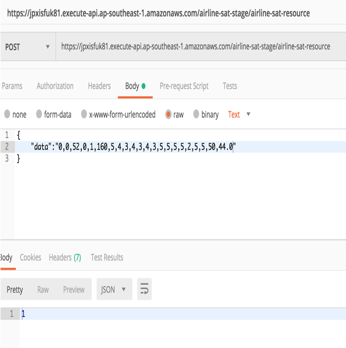 https://jpxisfuk81.execute-api.ap-southeast-1.amazonaws.com/airline-sat-stage/airline-sat-resource
POST https://jpxisfuk81.execute-api.ap-southeast-1.amazonaws.com/airline-sat-stage/airline-sat-resource
Params Authorization Headers Body Pre-request Script Tests
none form-data x-www-form-urlencoded raw binary Text
1 {
2 "data":"0,0,52,0,1,160,5,4,3,4,3,4,3,5,5,5,5,2,5,5,50,44.0"
3 }
Body Cookies Headers (7) Test Results
Pretty Raw Preview JSON
1 1